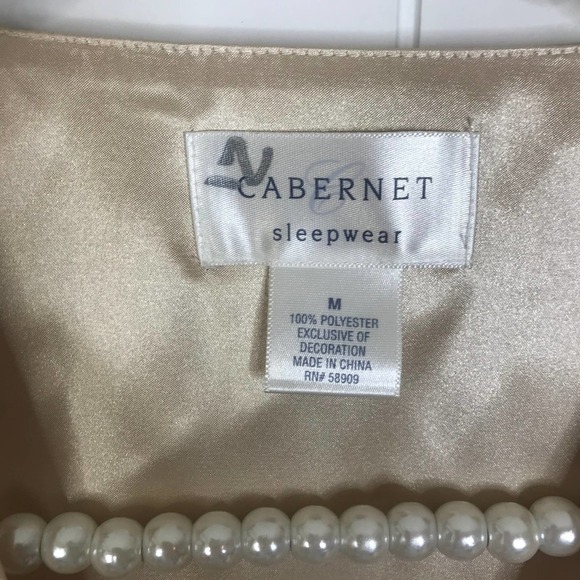 CABERNET
sleepwear
M
100% POLYESTER
EXCLUSIVE OF
DECORATION
MADE IN CHINA
RN# 58909